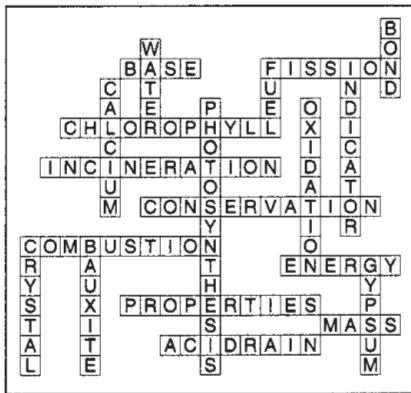 BOND
WATER
BASE
FISSION
FUEL
INDICATOR
CALCIUM
PHOTOSYNTHESIS
OXIDATION
CHLOROPHYLL
INCINERATION
CONSERVATION
COMBUSTION
CRYSTAL
BAUXITE
ENERGY
GYPSUM
PROPERTIES
MASS
ACIDRAIN